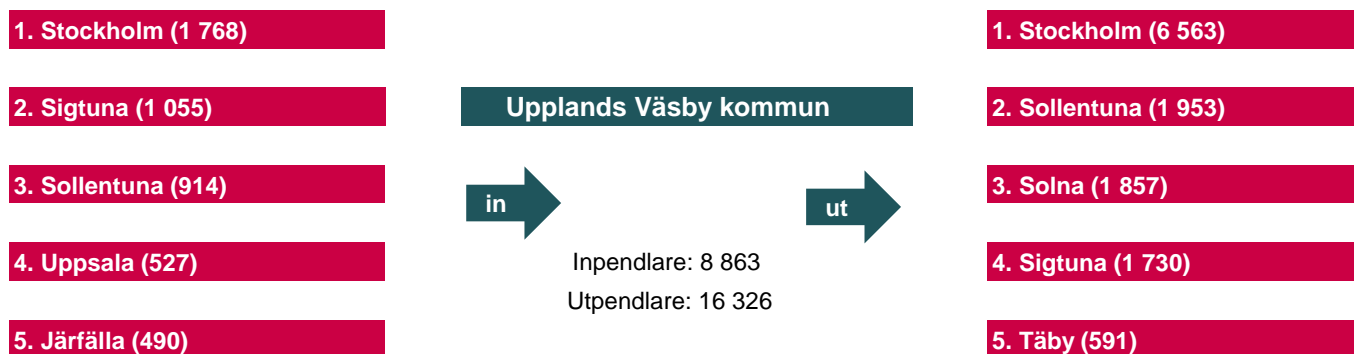 1. Stockholm (1 768)
2. Sigtuna (1 055)
3. Sollentuna (914)
4. Uppsala (527)
5. Järfälla (490)
Upplands Väsby kommun
in
ut
Inpendlare: 8 863
Utpendlare: 16 326
1. Stockholm (6 563)
2. Sollentuna (1 953)
3. Solna (1 857)
4. Sigtuna (1 730)
5. Täby (591)